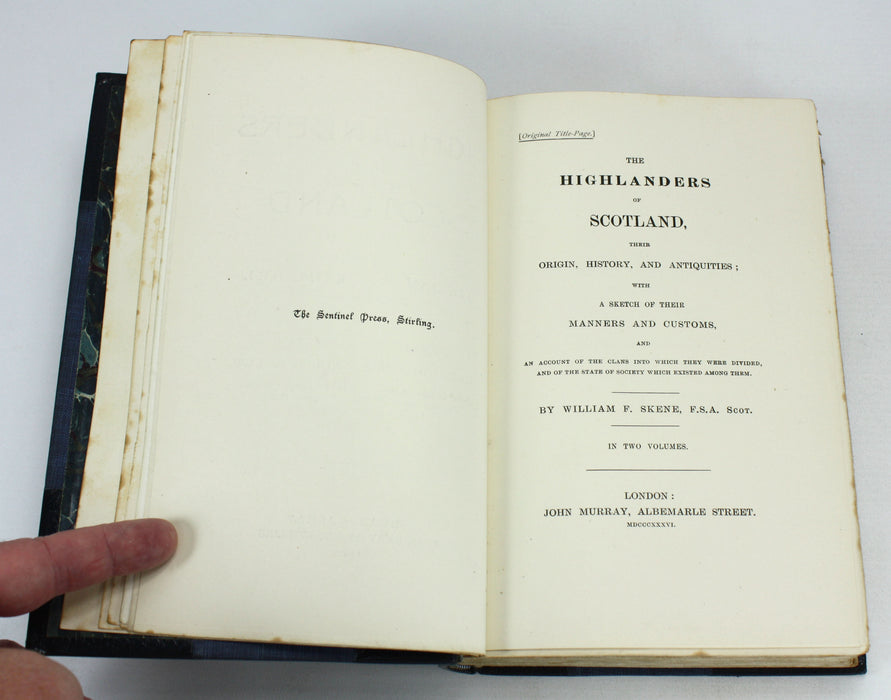 The Sentinel Press, Stirling.
[Original Title-Page.]
THE
HIGHLANDERS
OF
SCOTLAND,
THEIR
ORIGIN, HISTORY, AND ANTIQUITIES;
WITH
A SKETCH OF THEIR
MANNERS AND CUSTOMS,
AND
AN ACCOUNT OF THE CLANS INTO WHICH THEY WERE DIVIDED,
AND OF THE STATE OF SOCIETY WHICH EXISTED AMONG THEM.
BY WILLIAM F. SKENE, F.S.A. Scot.
IN TWO VOLUMES.
LONDON:
JOHN MURRAY, ALBEMARLE STREET.
MDCCCXXXVI.